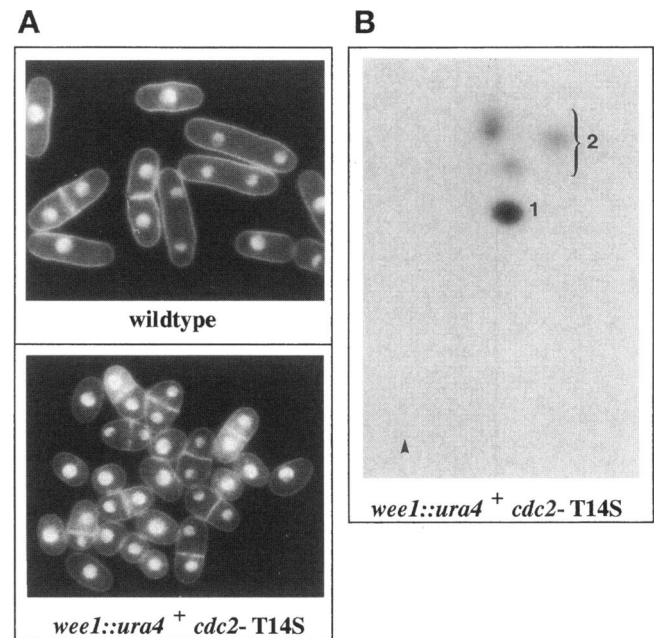 A
B
wildtype
wee1::ura4 + cdc2- T14S
1
2
wee1::ura4 + cdc2- T14S